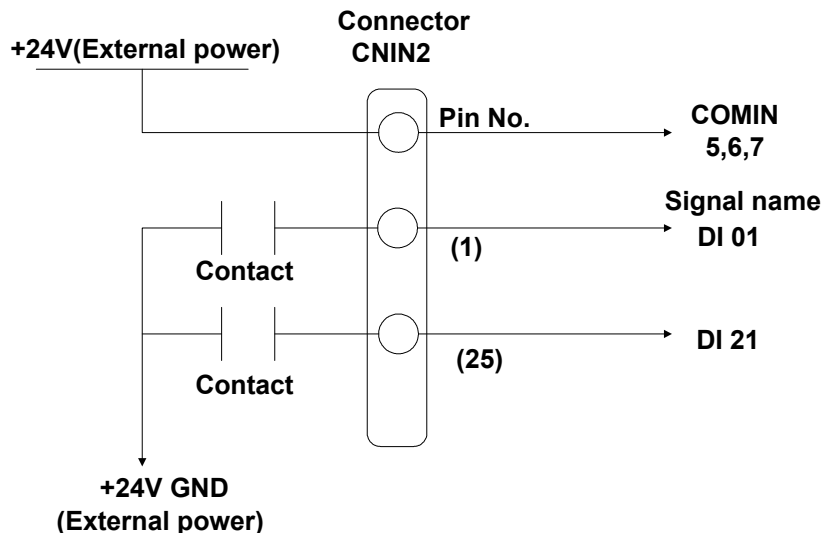 Connector
CNIN2
+24V(External power)
Pin No.
COMIN
5,6,7
Signal name
DI 01
(1)
Contact
DI 21
(25)
Contact
+24V GND
(External power)